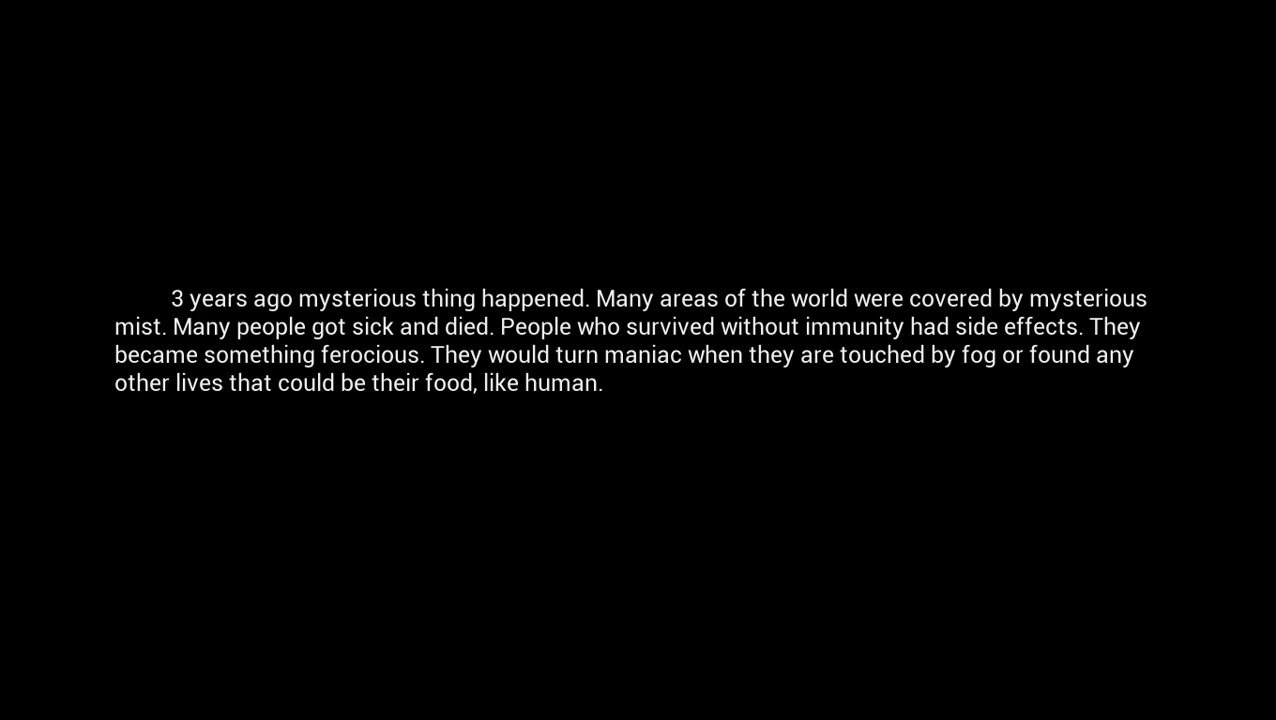 3 years ago mysterious thing happened. Many areas of the world were covered by mysterious
mist. Many people got sick and died. People who survived without immunity had side effects. They
became something ferocious. They would turn maniac when they are touched by fog or found any
other lives that could be their food, like human.